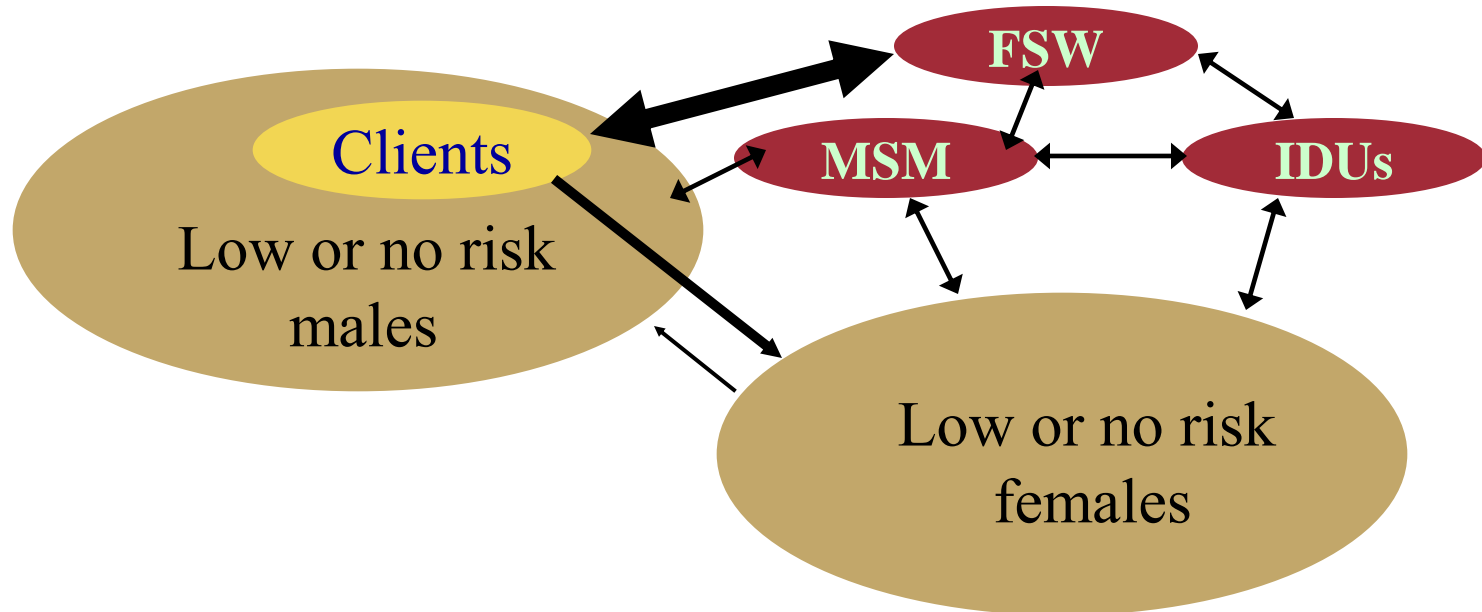 FSW
Clients
MSM
IDUs
Low or no risk
males
Low or no risk
females